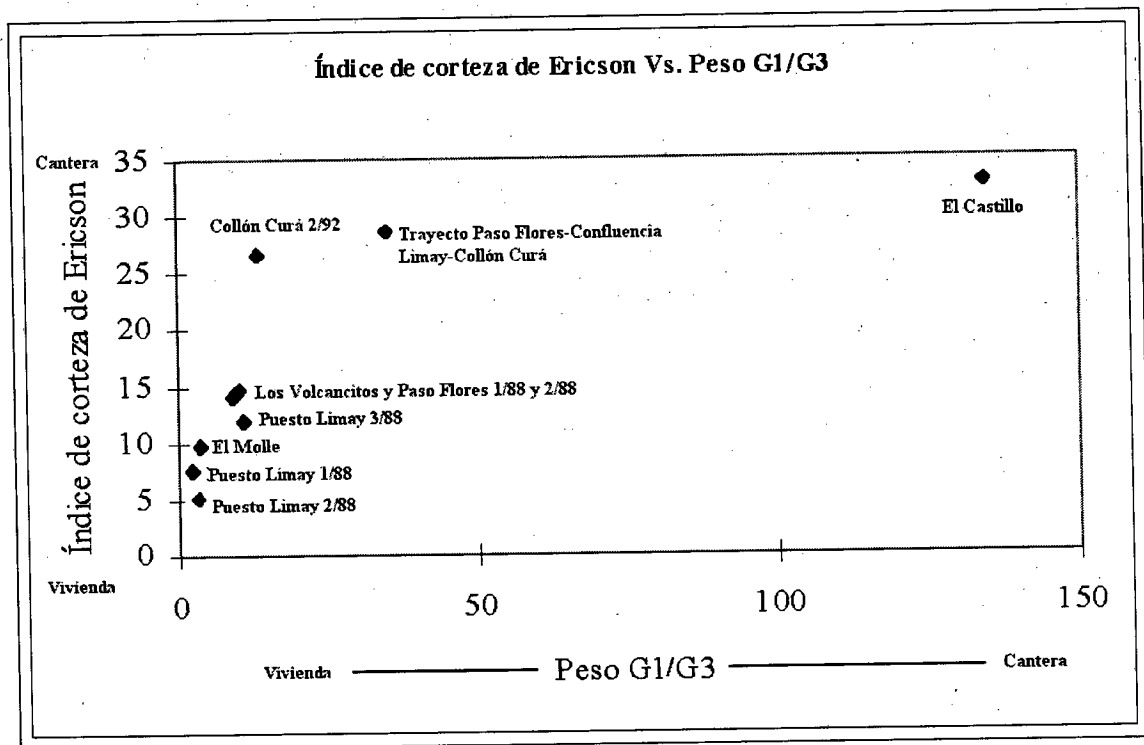 Índice de corteza de Ericson Vs. Peso G1/G3
Cantera
Índice de corteza de Ericson
35
30
25
20
15
10
5
0
Vivienda
Collón Curá 2/92
Trayecto Paso Flores-Confluencia
Limay-Collón Curá
El Castillo
Los Volcancitos y Paso Flores 1/88 y 2/88
Puesto Limay 3/88
El Molle
Puesto Limay 1/88
Puesto Limay 2/88
0 50 100 150
Vivienda Peso G1/G3 Cantera